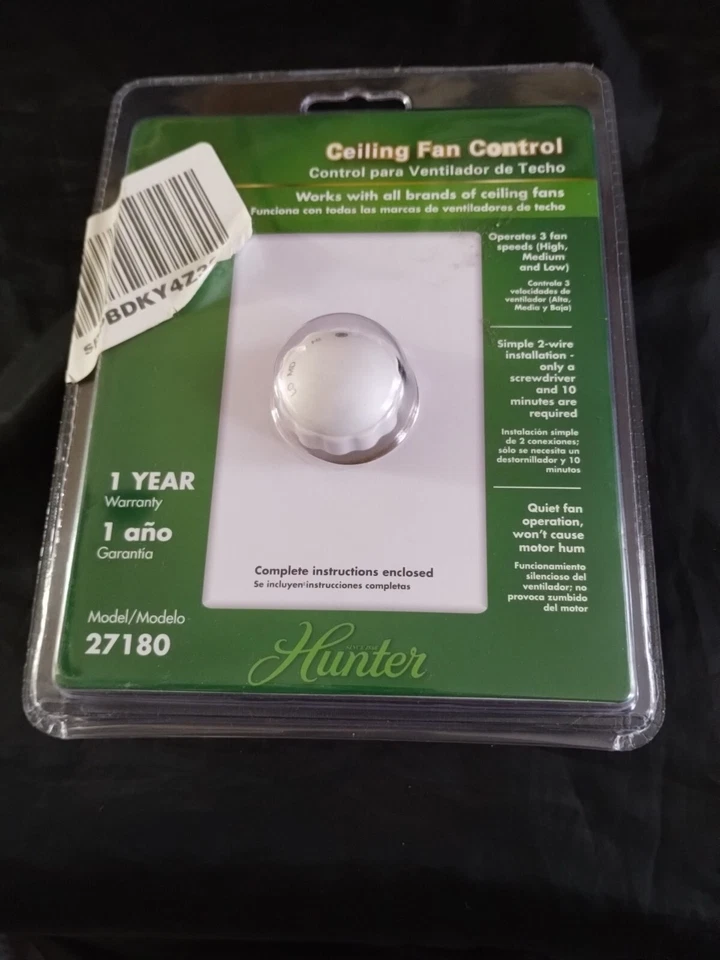 Ceiling Fan Control
Control para Ventilador de Techo
Works with all brands of ceiling fans
Funciona con todas las marcas de ventiladores de techo
Operates 3 fan
speeds (High,
Medium
and Low)
Controla 3
velocidades de
ventilador (Alta,
Media y Baja)
Simple 2-wire
installation -
only a
screwdriver
and 10
minutes are
required
Instalación simple
de 2 conexiones;
sólo se necesita un
destornillador y 10
minutos
Quiet fan
operation,
won't cause
motor hum
Funcionamiento
silencioso del
ventilador; no
provoca zumbido
del motor
MD
1 YEAR
Warranty
1 año
Garantía
Complete instructions enclosed
Se incluyen instrucciones completas
Model/Modelo
27180
Hunter